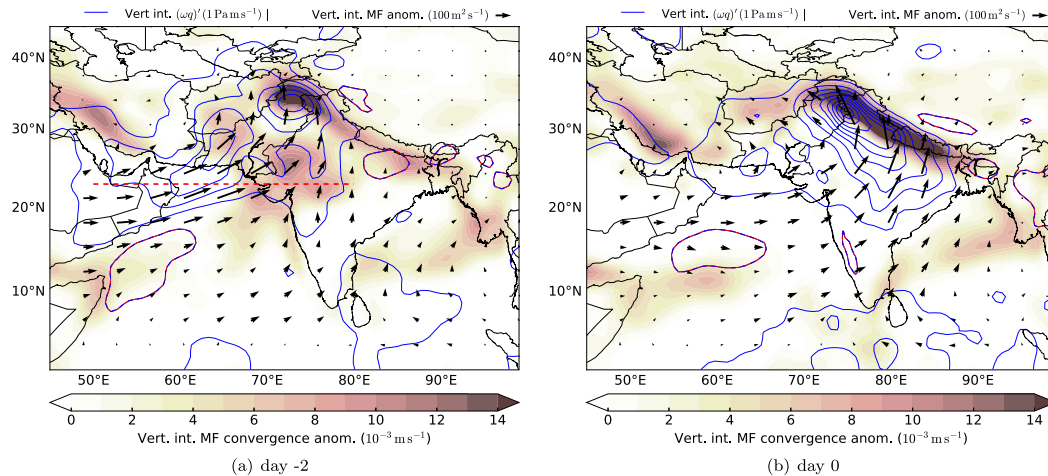 Vert. int. (ωq)′(1 Pa m s⁻¹) | Vert. int. MF anom. (100 m² s⁻¹)
40°N
30°N
20°N
10°N
50°E 60°E 70°E 80°E 90°E
0 2 4 6 8 10 12 14
Vert. int. MF convergence anom. (10⁻³ m s⁻¹)
(a) day -2
Vert. int. (ωq)′(1 Pa m s⁻¹) | Vert. int. MF anom. (100 m² s⁻¹)
40°N
30°N
20°N
10°N
50°E 60°E 70°E 80°E 90°E
0 2 4 6 8 10 12 14
Vert. int. MF convergence anom. (10⁻³ m s⁻¹)
(b) day 0